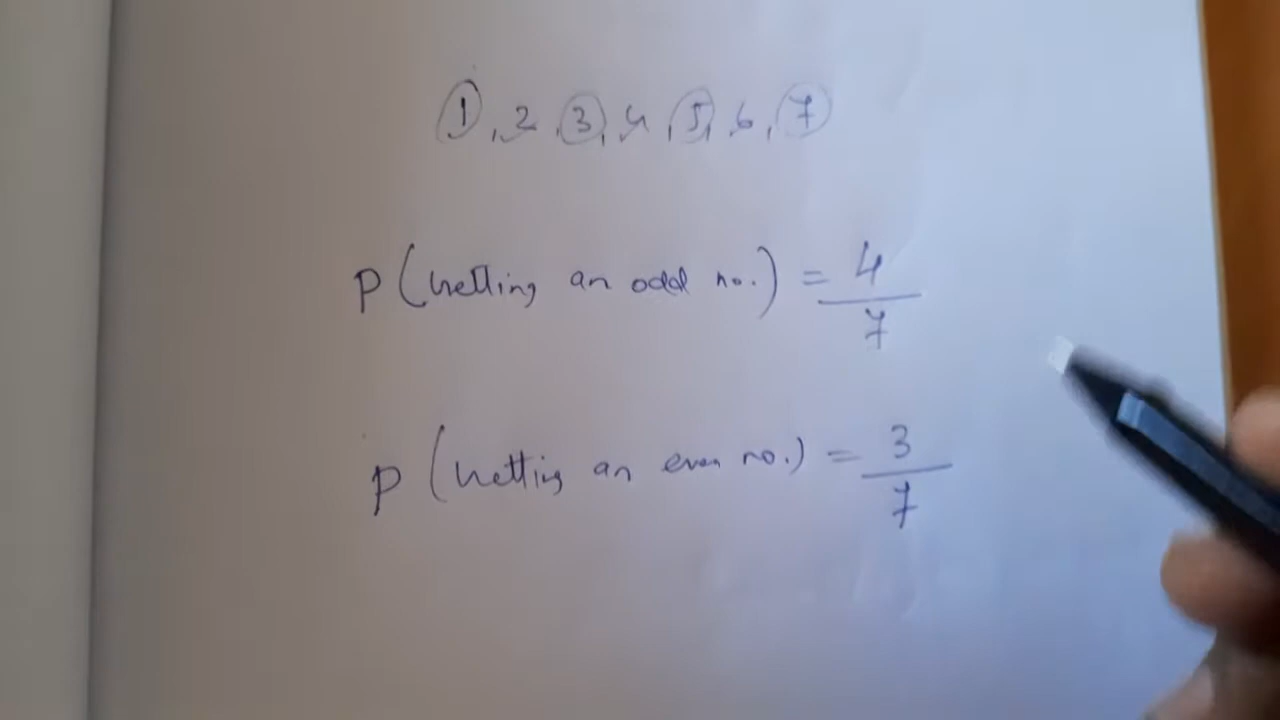 1, 2, 3, 4, 5, 6, 7
P (Getting an odd no.) = 4/7
P (Getting an even no.) = 3/7